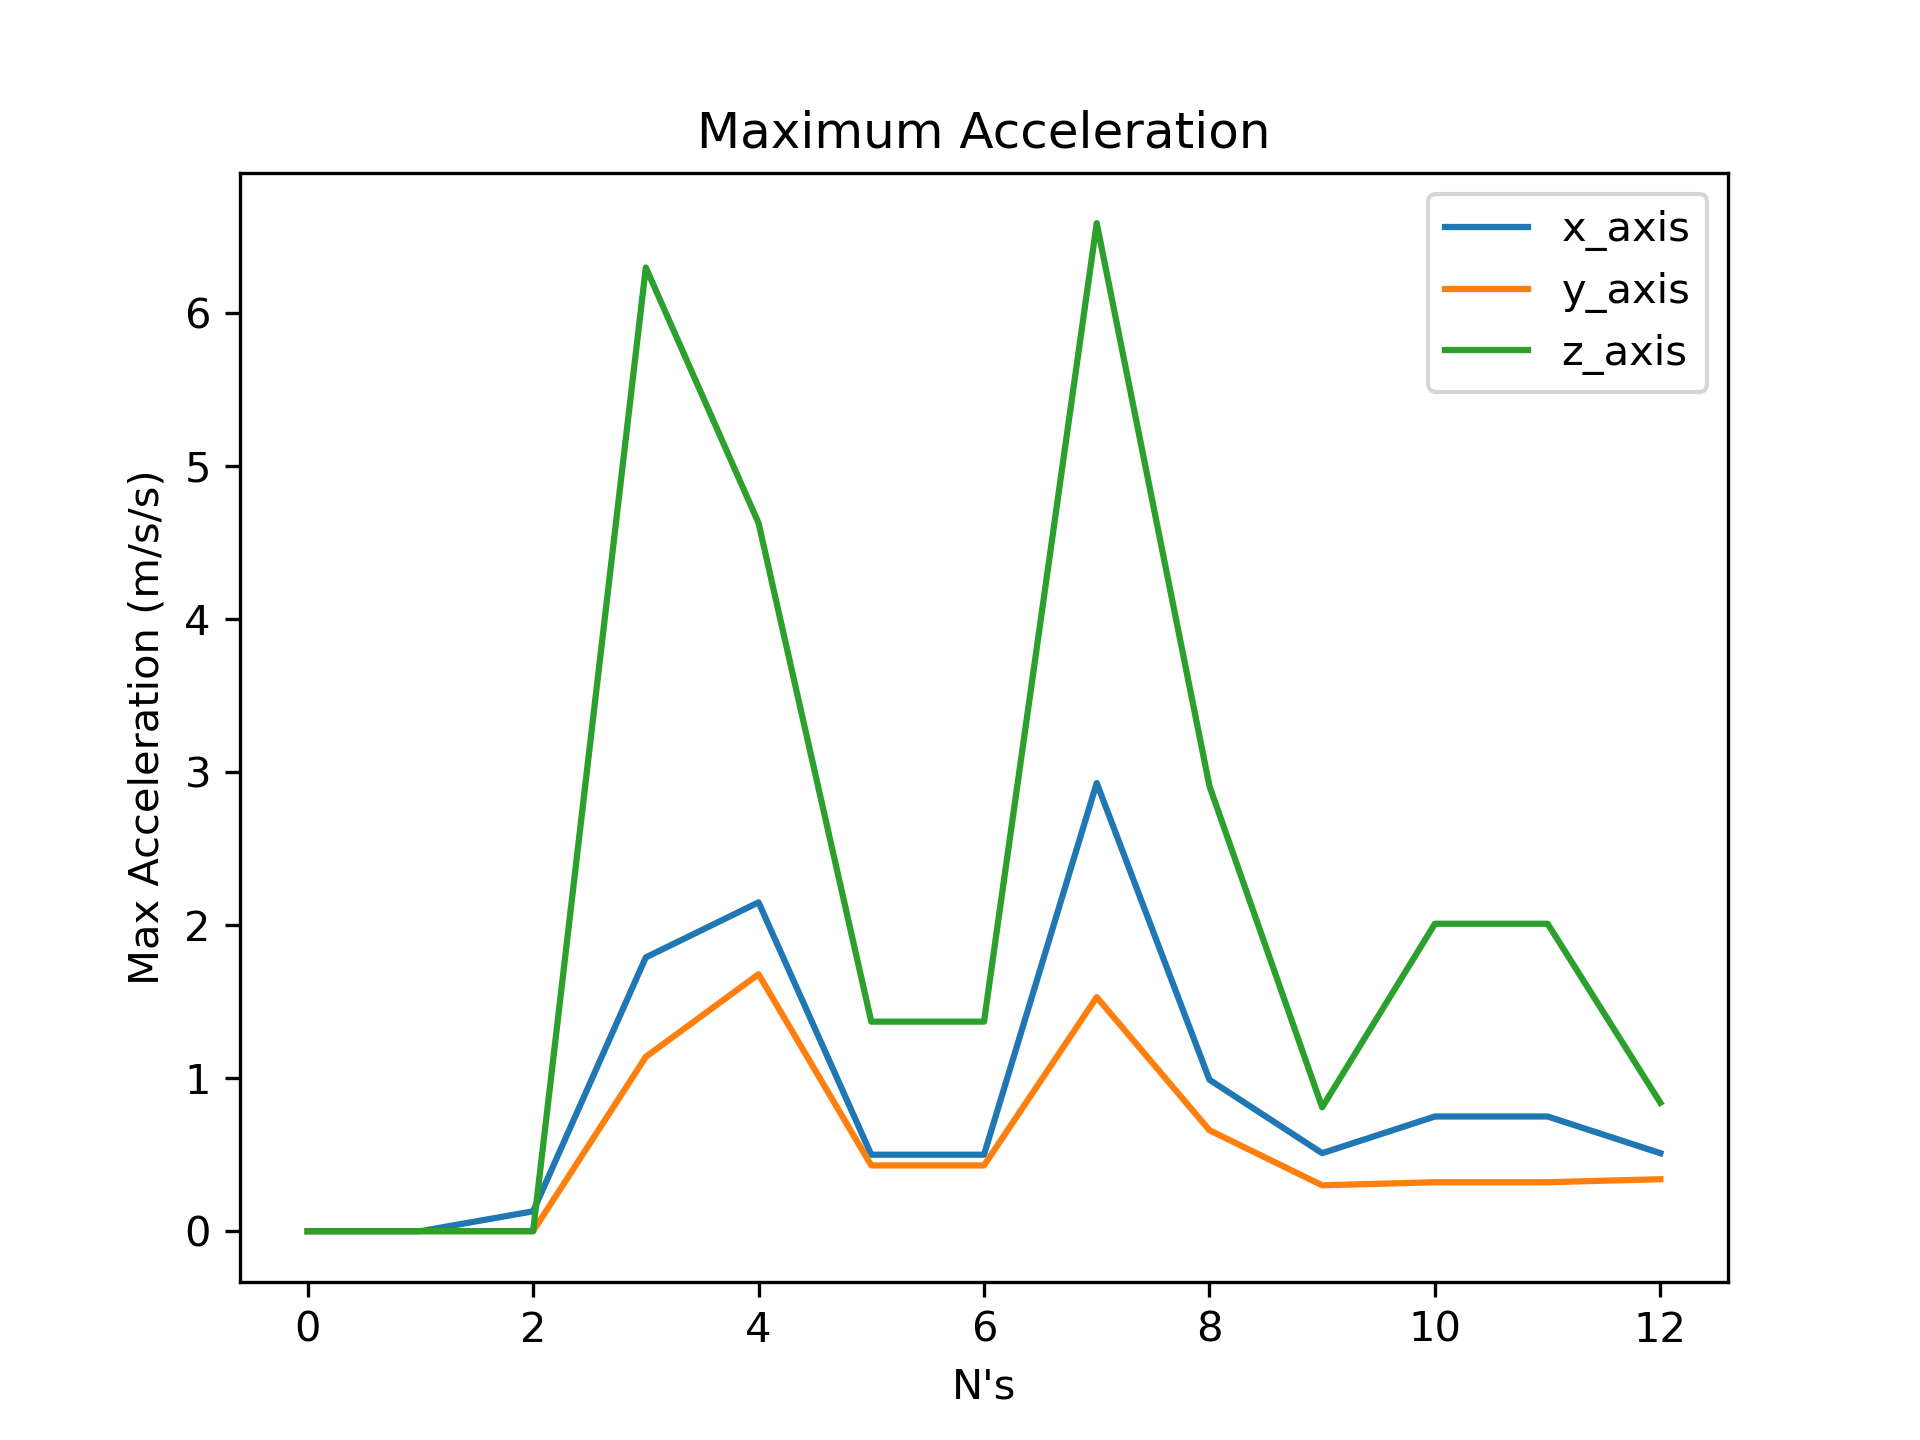 Maximum Acceleration
x_axis
y_axis
z_axis
Max Acceleration (m/s/s)
6
5
4
3
2
1
0
0 2 4 6 8 10 12
N's